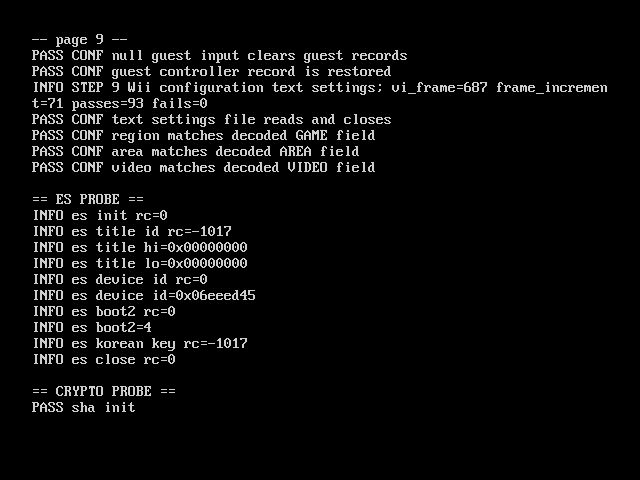 -- page 9 --
PASS CONF null guest input clears guest records
PASS CONF guest controller record is restored
INFO STEP 9 Wii configuration text settings; vi_frame=687 frame_incremen
t=71 passes=93 fails=0
PASS CONF text settings file reads and closes
PASS CONF region matches decoded GAME field
PASS CONF area matches decoded AREA field
PASS CONF video matches decoded VIDEO field

== ES PROBE ==
INFO es init rc=0
INFO es title id rc=-1017
INFO es title hi=0x00000000
INFO es title lo=0x00000000
INFO es device id rc=0
INFO es device id=0x06eeed45
INFO es boot2 rc=0
INFO es boot2=4
INFO es korean key rc=-1017
INFO es close rc=0

== CRYPTO PROBE ==
PASS sha init